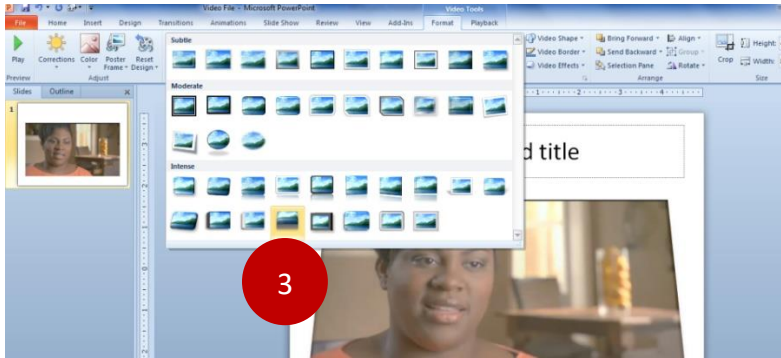 Video File - Microsoft PowerPoint
Video Tools
File Home Insert Design Transitions Animations Slide Show Review View Add-Ins Format Playback
Play
Corrections
Color
Poster Frame
Reset Design
Preview
Adjust
Subtle
Moderate
Intense
Video Shape
Video Border
Video Effects
Bring Forward
Send Backward
Selection Pane
Align
Group
Rotate
Arrange
Crop
Height:
Width:
Size
Slides Outline
1
d title
3